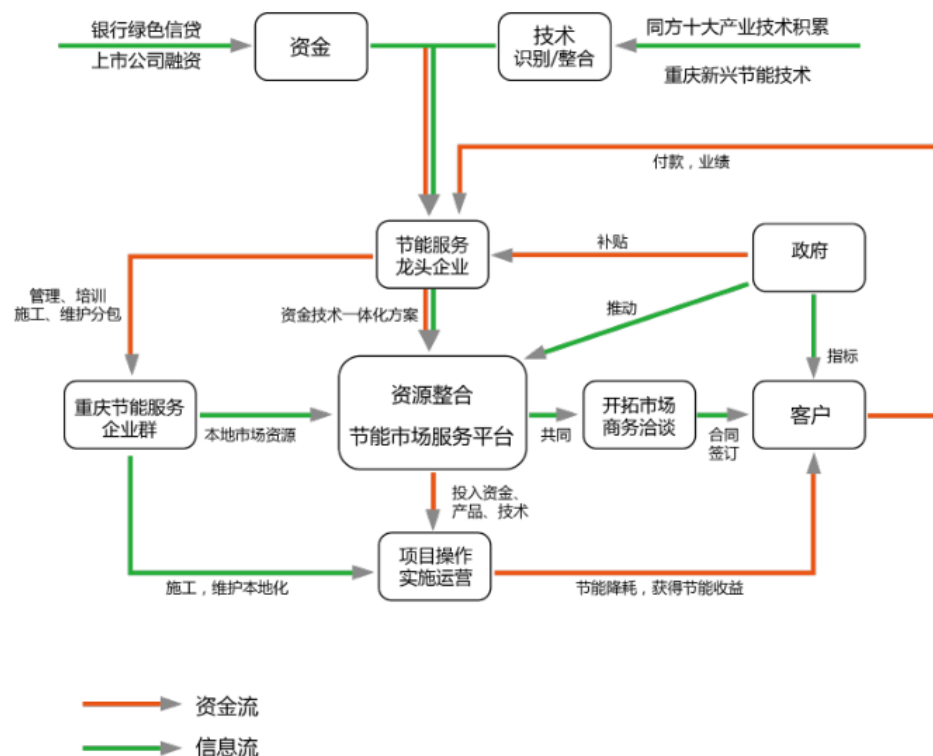 银行绿色信贷
上市公司融资
资金
技术
识别/整合
同方十大产业技术积累
重庆新兴节能技术
付款，业绩
节能服务
龙头企业
补贴
政府
管理、培训
施工、维护分包
资金技术一体化方案
推动
指标
重庆节能服务
企业群
本地市场资源
资源整合
节能市场服务平台
共同
开拓市场
商务洽谈
合同
签订
客户
投入资金、
产品、技术
项目操作
实施运营
施工，维护本地化
节能降耗，获得节能收益
资金流
信息流